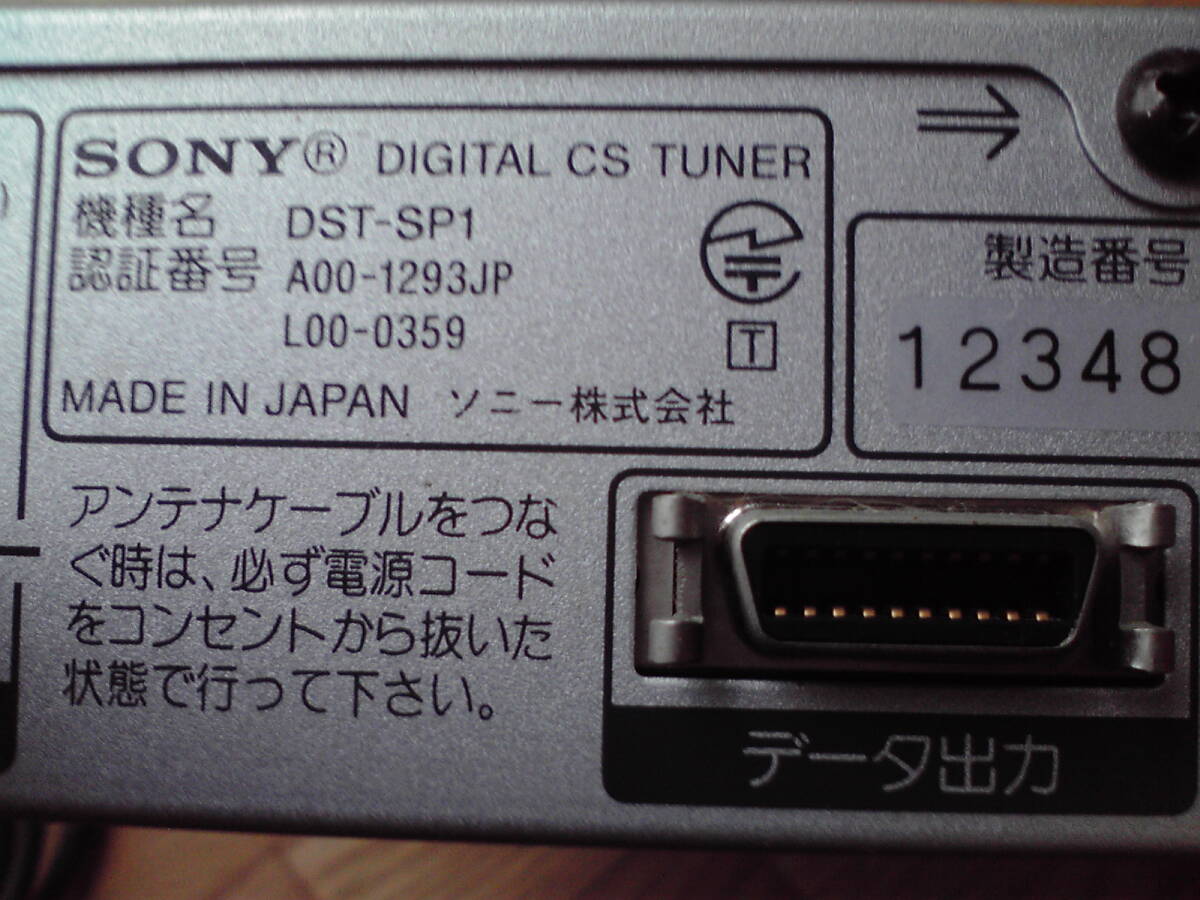 SONY® DIGITAL CS TUNER
機種名 DST-SP1
認証番号 A00-1293JP
L00-0359
T
MADE IN JAPAN ソニー株式会社
製造番号
12348
アンテナケーブルをつな
ぐ時は、必ず電源コード
をコンセントから抜いた
状態で行って下さい。
データ出力